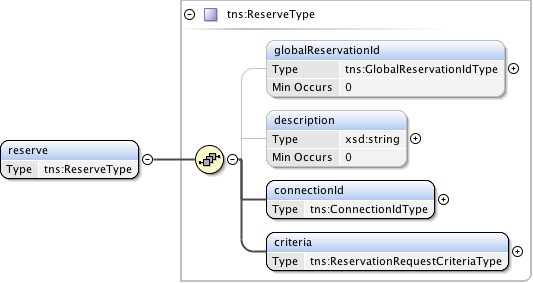 tns:ReserveType
globalReservationId
Type tns:GlobalReservationIdType
Min Occurs 0
description
Type xsd:string
Min Occurs 0
reserve
Type tns:ReserveType
connectionId
Type tns:ConnectionIdType
criteria
Type tns:ReservationRequestCriteriaType